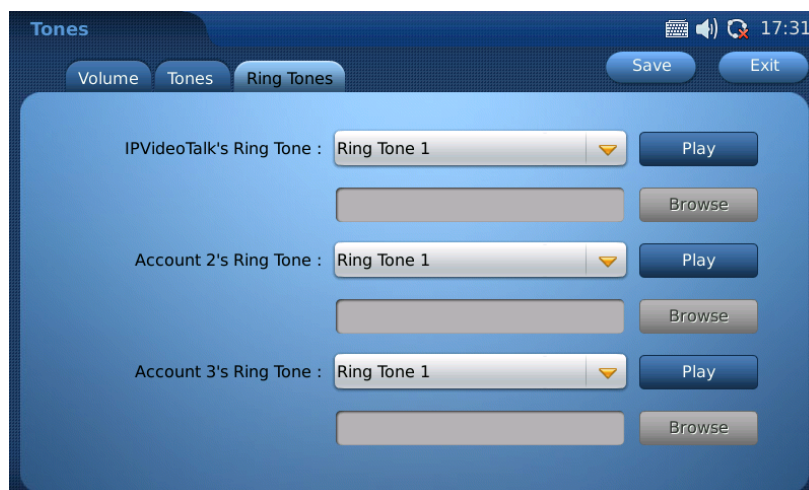 Tones 17:31
Volume Tones Ring Tones Save Exit
IPVideoTalk's Ring Tone : Ring Tone 1 Play
Browse
Account 2's Ring Tone : Ring Tone 1 Play
Browse
Account 3's Ring Tone : Ring Tone 1 Play
Browse